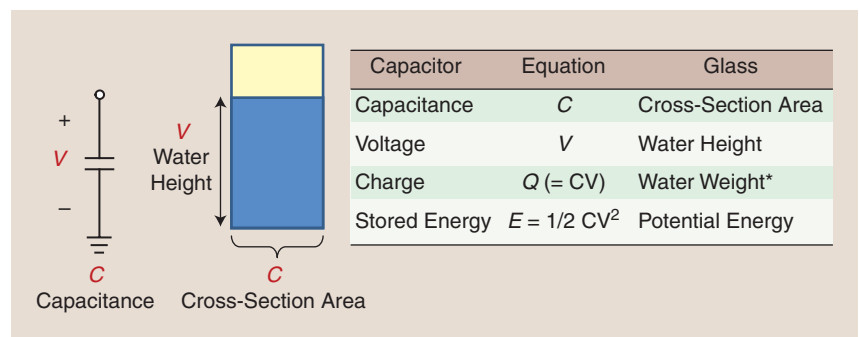 +
V
–
C
Capacitance
V
Water
Height
C
Cross-Section Area
Capacitor Equation Glass
Capacitance C Cross-Section Area
Voltage V Water Height
Charge Q (= CV) Water Weight*
Stored Energy E = 1/2 CV² Potential Energy